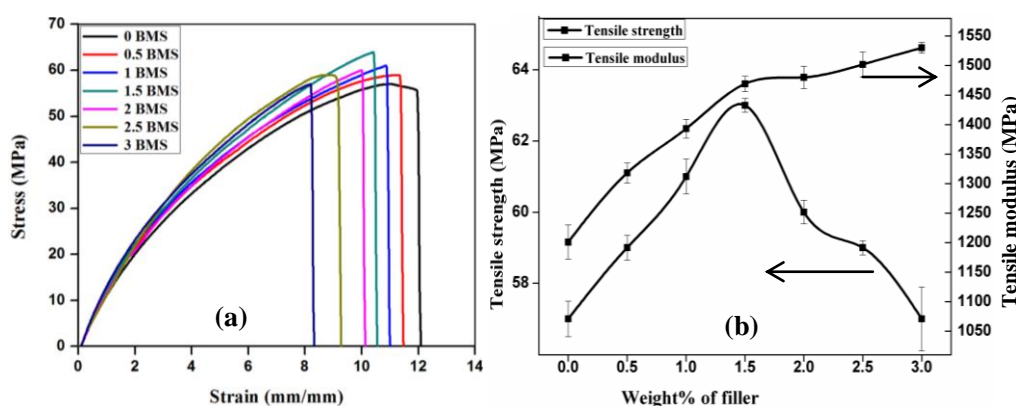 70
60
50
40
30
20
10
0
Stress (MPa)
0 BMS
0.5 BMS
1 BMS
1.5 BMS
2 BMS
2.5 BMS
3 BMS
(a)
0 2 4 6 8 10 12 14
Strain (mm/mm)
Tensile strength
Tensile modulus
64
62
60
58
Tensile strength (MPa)
(b)
0.0 0.5 1.0 1.5 2.0 2.5 3.0
Weight% of filler
1550
1500
1450
1400
1350
1300
1250
1200
1150
1100
1050
Tensile modulus (MPa)